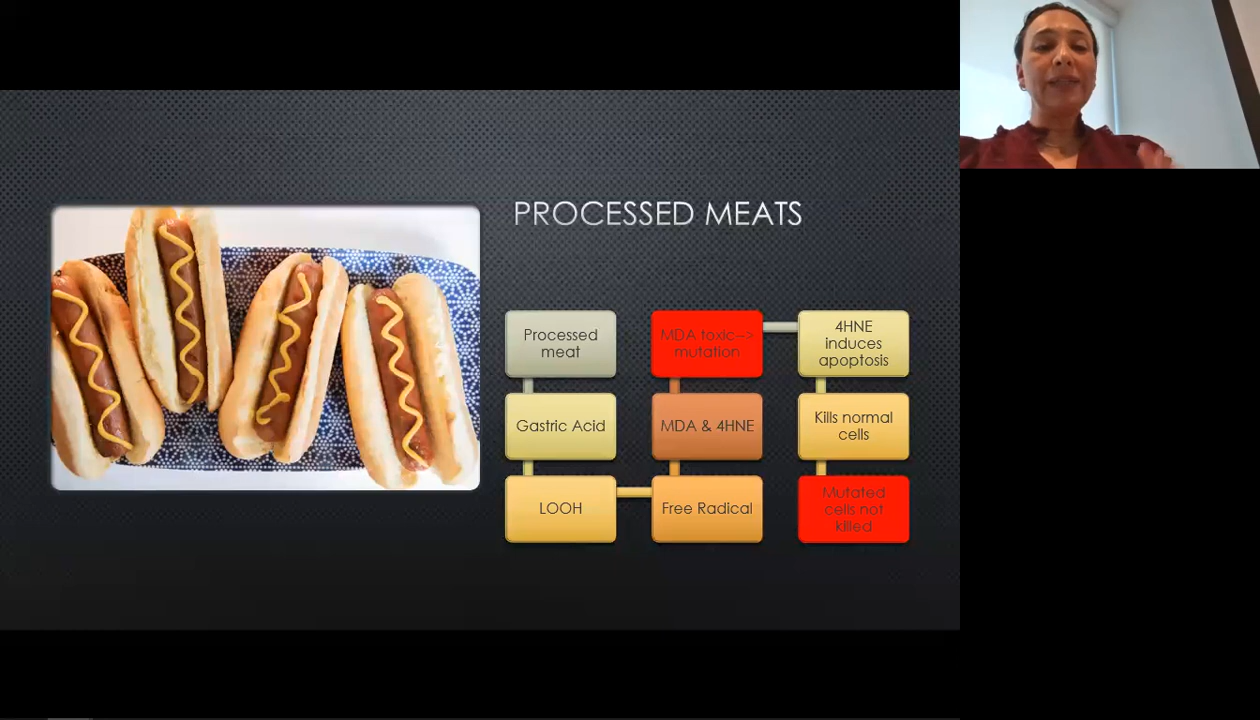 PROCESSED MEATS
Processed
meat
Gastric Acid
LOOH
Free Radical
MDA & 4HNE
MDA toxic-->
mutation
4HNE
induces
apoptosis
Kills normal
cells
Mutated
cells not
killed